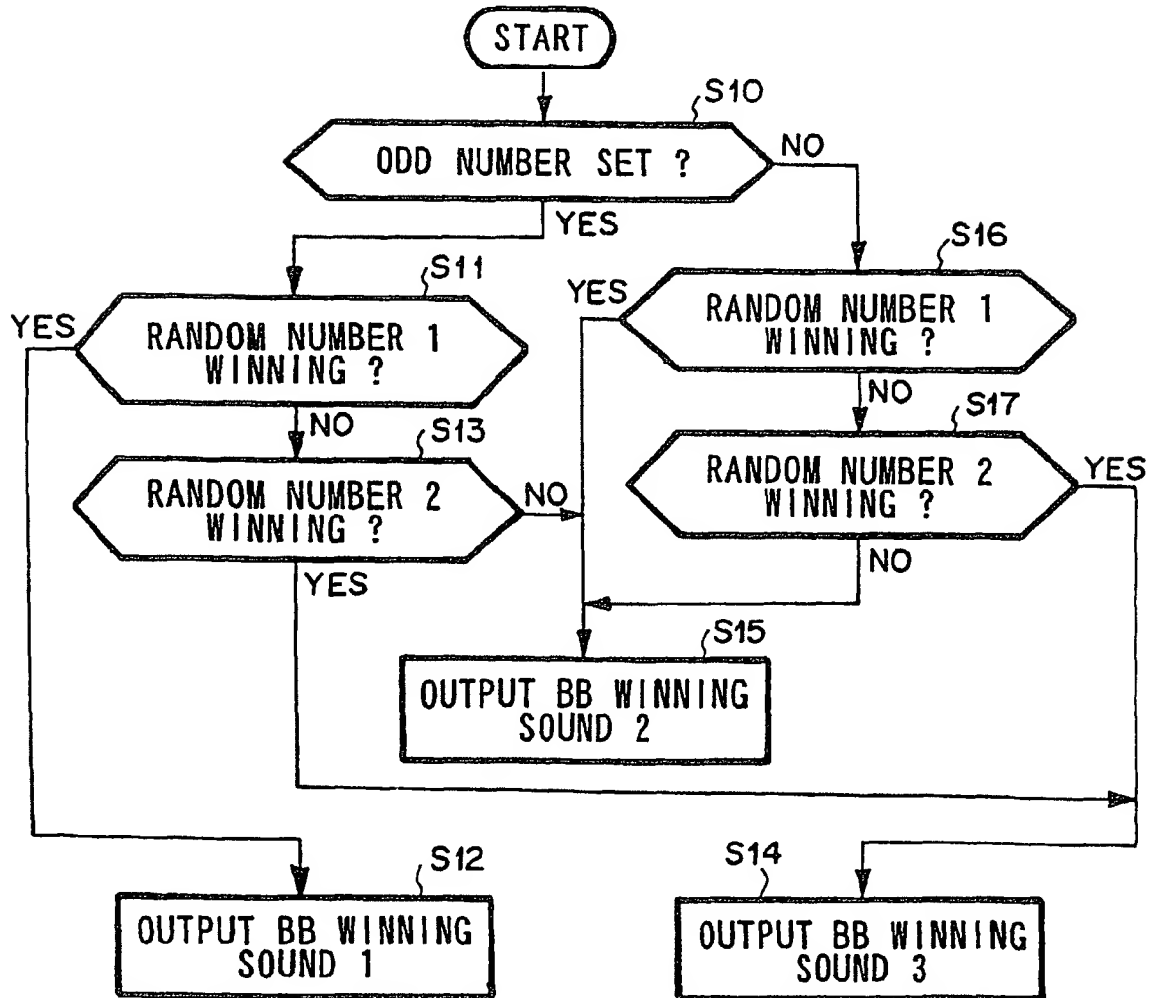 START
S10
ODD NUMBER SET ?
NO
YES
S11
S16
YES
RANDOM NUMBER 1
WINNING ?
YES
RANDOM NUMBER 1
WINNING ?
NO
S13
NO
S17
RANDOM NUMBER 2
WINNING ?
NO
YES
RANDOM NUMBER 2
WINNING ?
YES
NO
S15
OUTPUT BB WINNING
SOUND 2
S12
OUTPUT BB WINNING
SOUND 1
S14
OUTPUT BB WINNING
SOUND 3